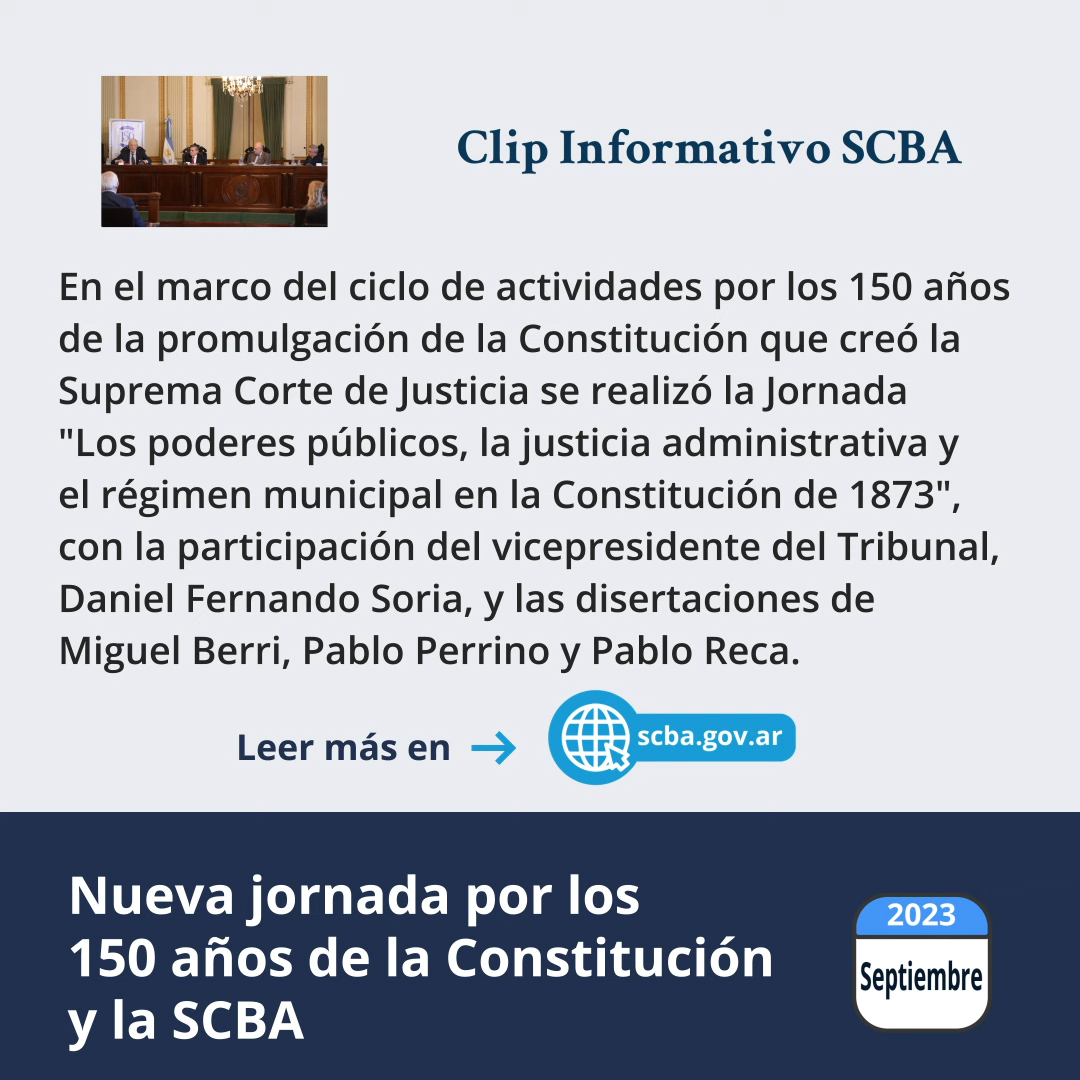 Clip Informativo SCBA
En el marco del ciclo de actividades por los 150 años
de la promulgación de la Constitución que creó la
Suprema Corte de Justicia se realizó la Jornada
"Los poderes públicos, la justicia administrativa y
el régimen municipal en la Constitución de 1873",
con la participación del vicepresidente del Tribunal,
Daniel Fernando Soria, y las disertaciones de
Miguel Berri, Pablo Perrino y Pablo Reca.
Leer más en
scba.gov.ar
Nueva jornada por los
150 años de la Constitución
y la SCBA
2023
Septiembre